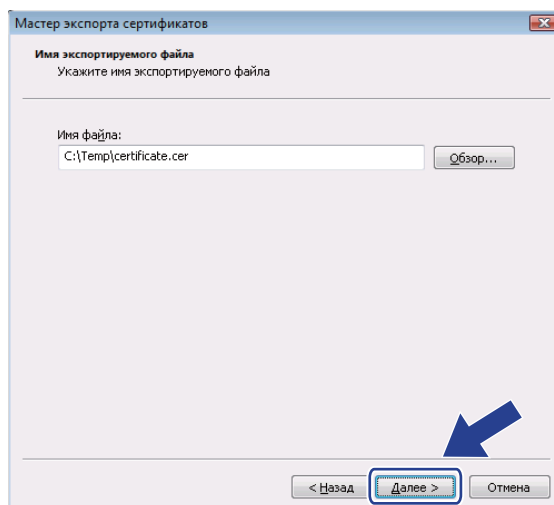 Мастер экспорта сертификатов
Имя экспортируемого файла
Укажите имя экспортируемого файла
Имя файла:
C:\Temp\certificate.cer
Обзор...
< Назад
Далее >
Отмена